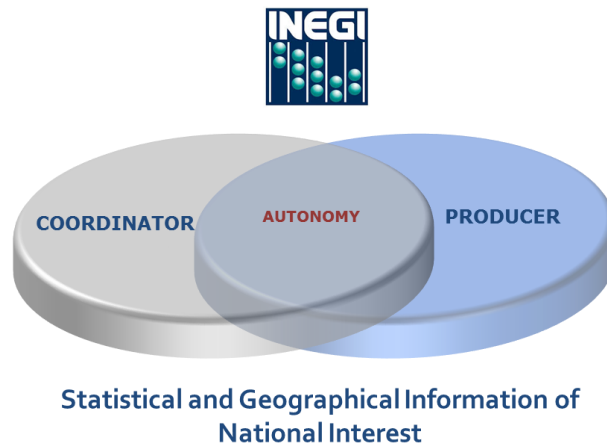 INEGI
COORDINATOR
AUTONOMY
PRODUCER
Statistical and Geographical Information of
National Interest